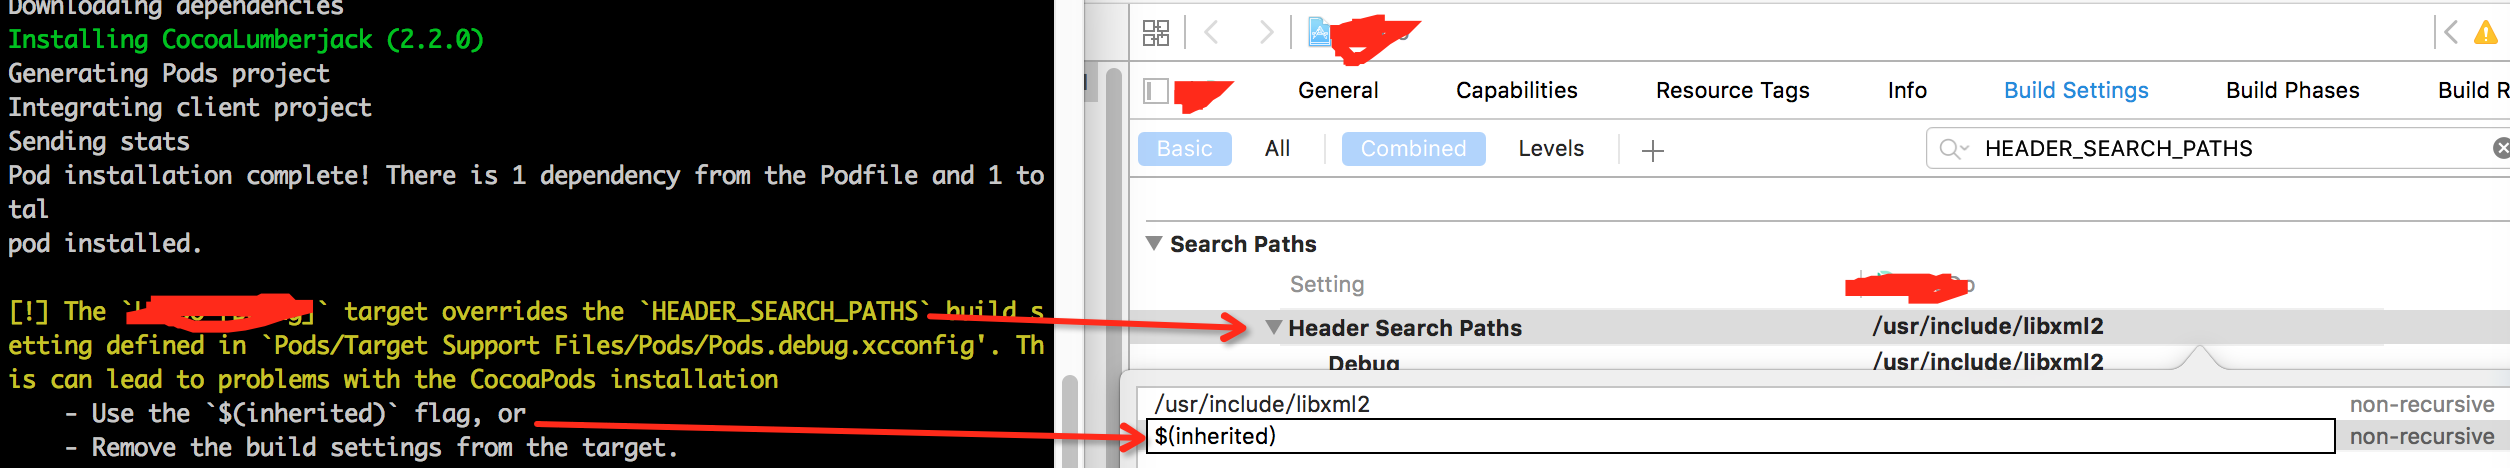 Downloading dependencies
Installing CocoaLumberjack (2.2.0)
Generating Pods project
Integrating client project
Sending stats
Pod installation complete! There is 1 dependency from the Podfile and 1 to
tal
pod installed.
[!] The ` ]` target overrides the `HEADER_SEARCH_PATHS` build s
etting defined in `Pods/Target Support Files/Pods/Pods.debug.xcconfig'. Th
is can lead to problems with the CocoaPods installation
- Use the `$(inherited)` flag, or
- Remove the build settings from the target.
General Capabilities Resource Tags Info Build Settings Build Phases Build R
Basic All Combined Levels + HEADER_SEARCH_PATHS
Search Paths
Setting
Header Search Paths /usr/include/libxml2
Debug /usr/include/libxml2
/usr/include/libxml2 non-recursive
$(inherited) non-recursive